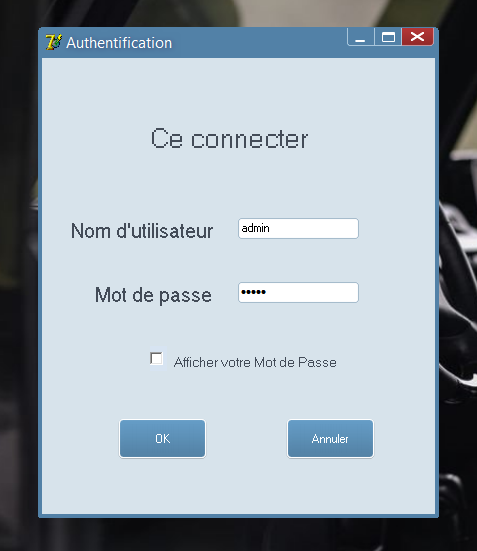 Authentification
Ce connecter
Nom d'utilisateur
admin
Mot de passe
•••••
Afficher votre Mot de Passe
OK
Annuler